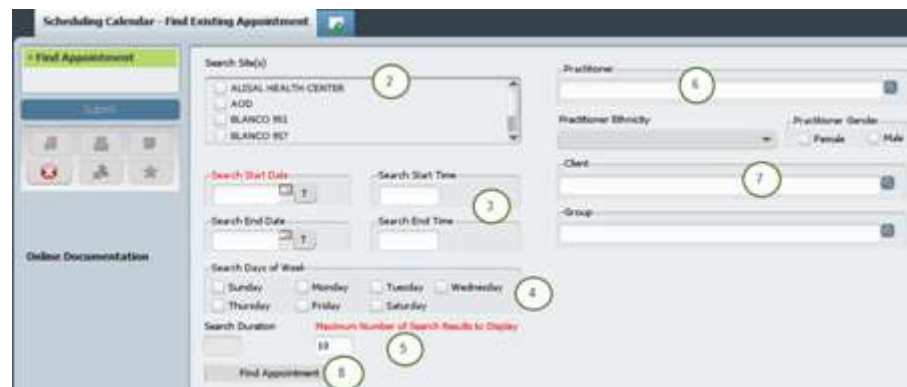 Scheduling Calendar - Find Existing Appointment
Find Appointment
Submit
Online Documentation
Search Site(s)
2
ALISAL HEALTH CENTER
AOD
BLANCO 951
BLANCO 957
Search Start Date
T
Search Start Time
3
Search End Date
T
Search End Time
Search Days of Week
Sunday Monday Tuesday Wednesday
4
Thursday Friday Saturday
Search Duration
Maximum Number of Search Results to Display
10
5
Find Appointment
8
Practitioner
6
Practitioner Ethnicity
Practitioner Gender
Female Male
Client
7
Group